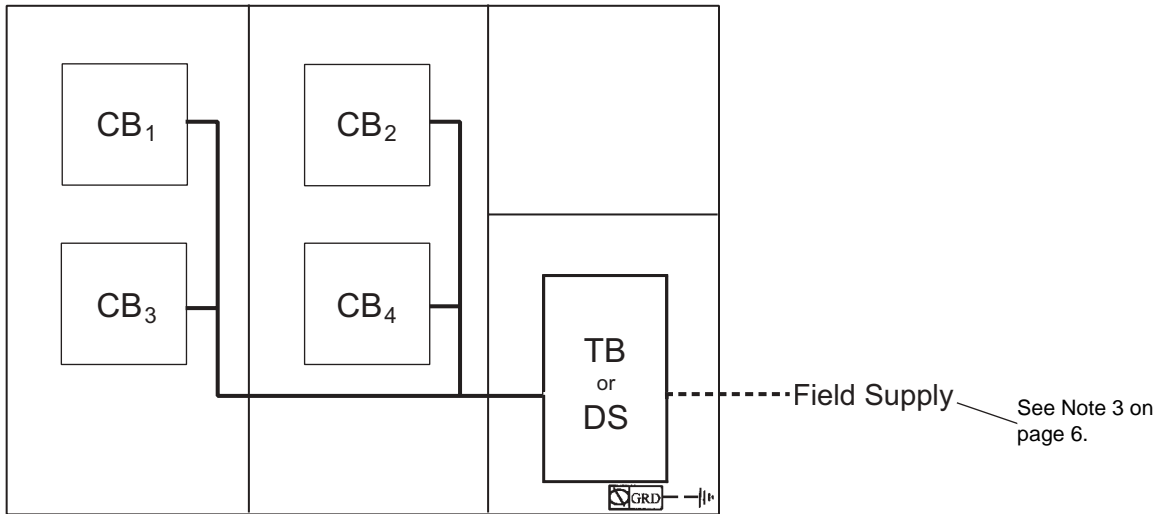 CB₁
CB₂
CB₃
CB₄
TB
or
DS
Field Supply
See Note 3 on
page 6.
GRD